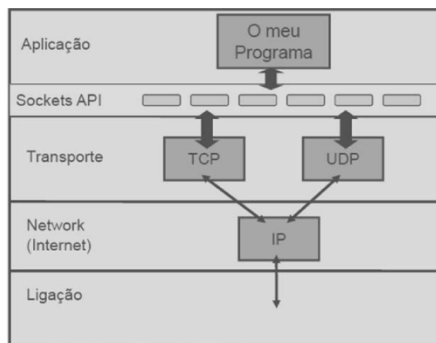 Aplicação
O meu
Programa
Sockets API
Transporte
TCP
UDP
Network
(Internet)
IP
Ligação